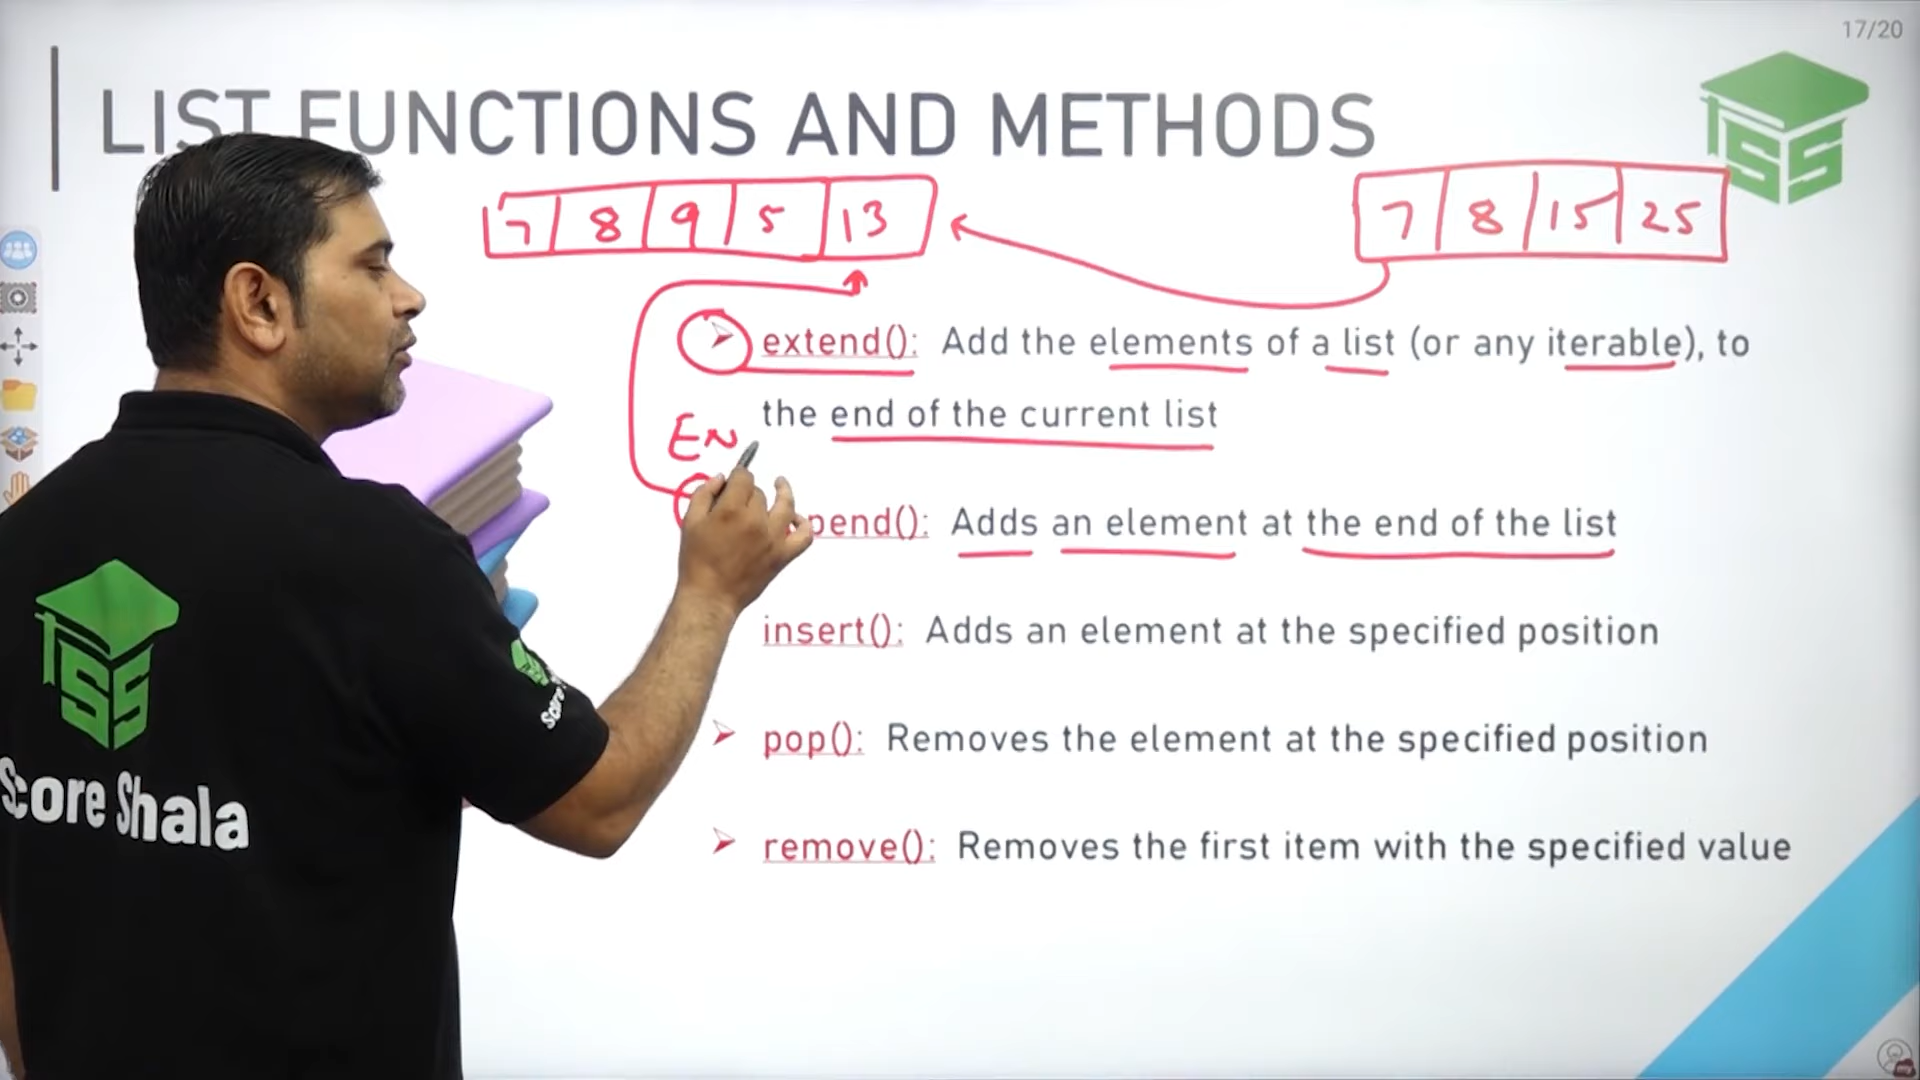 17/20
LIST FUNCTIONS AND METHODS
SS
7 8 9 5 13
7 8 15 25
extend(): Add the elements of a list (or any iterable), to
the end of the current list
EN
pend(): Adds an element at the end of the list
insert(): Adds an element at the specified position
pop(): Removes the element at the specified position
remove(): Removes the first item with the specified value
SS
Score Shala
Score